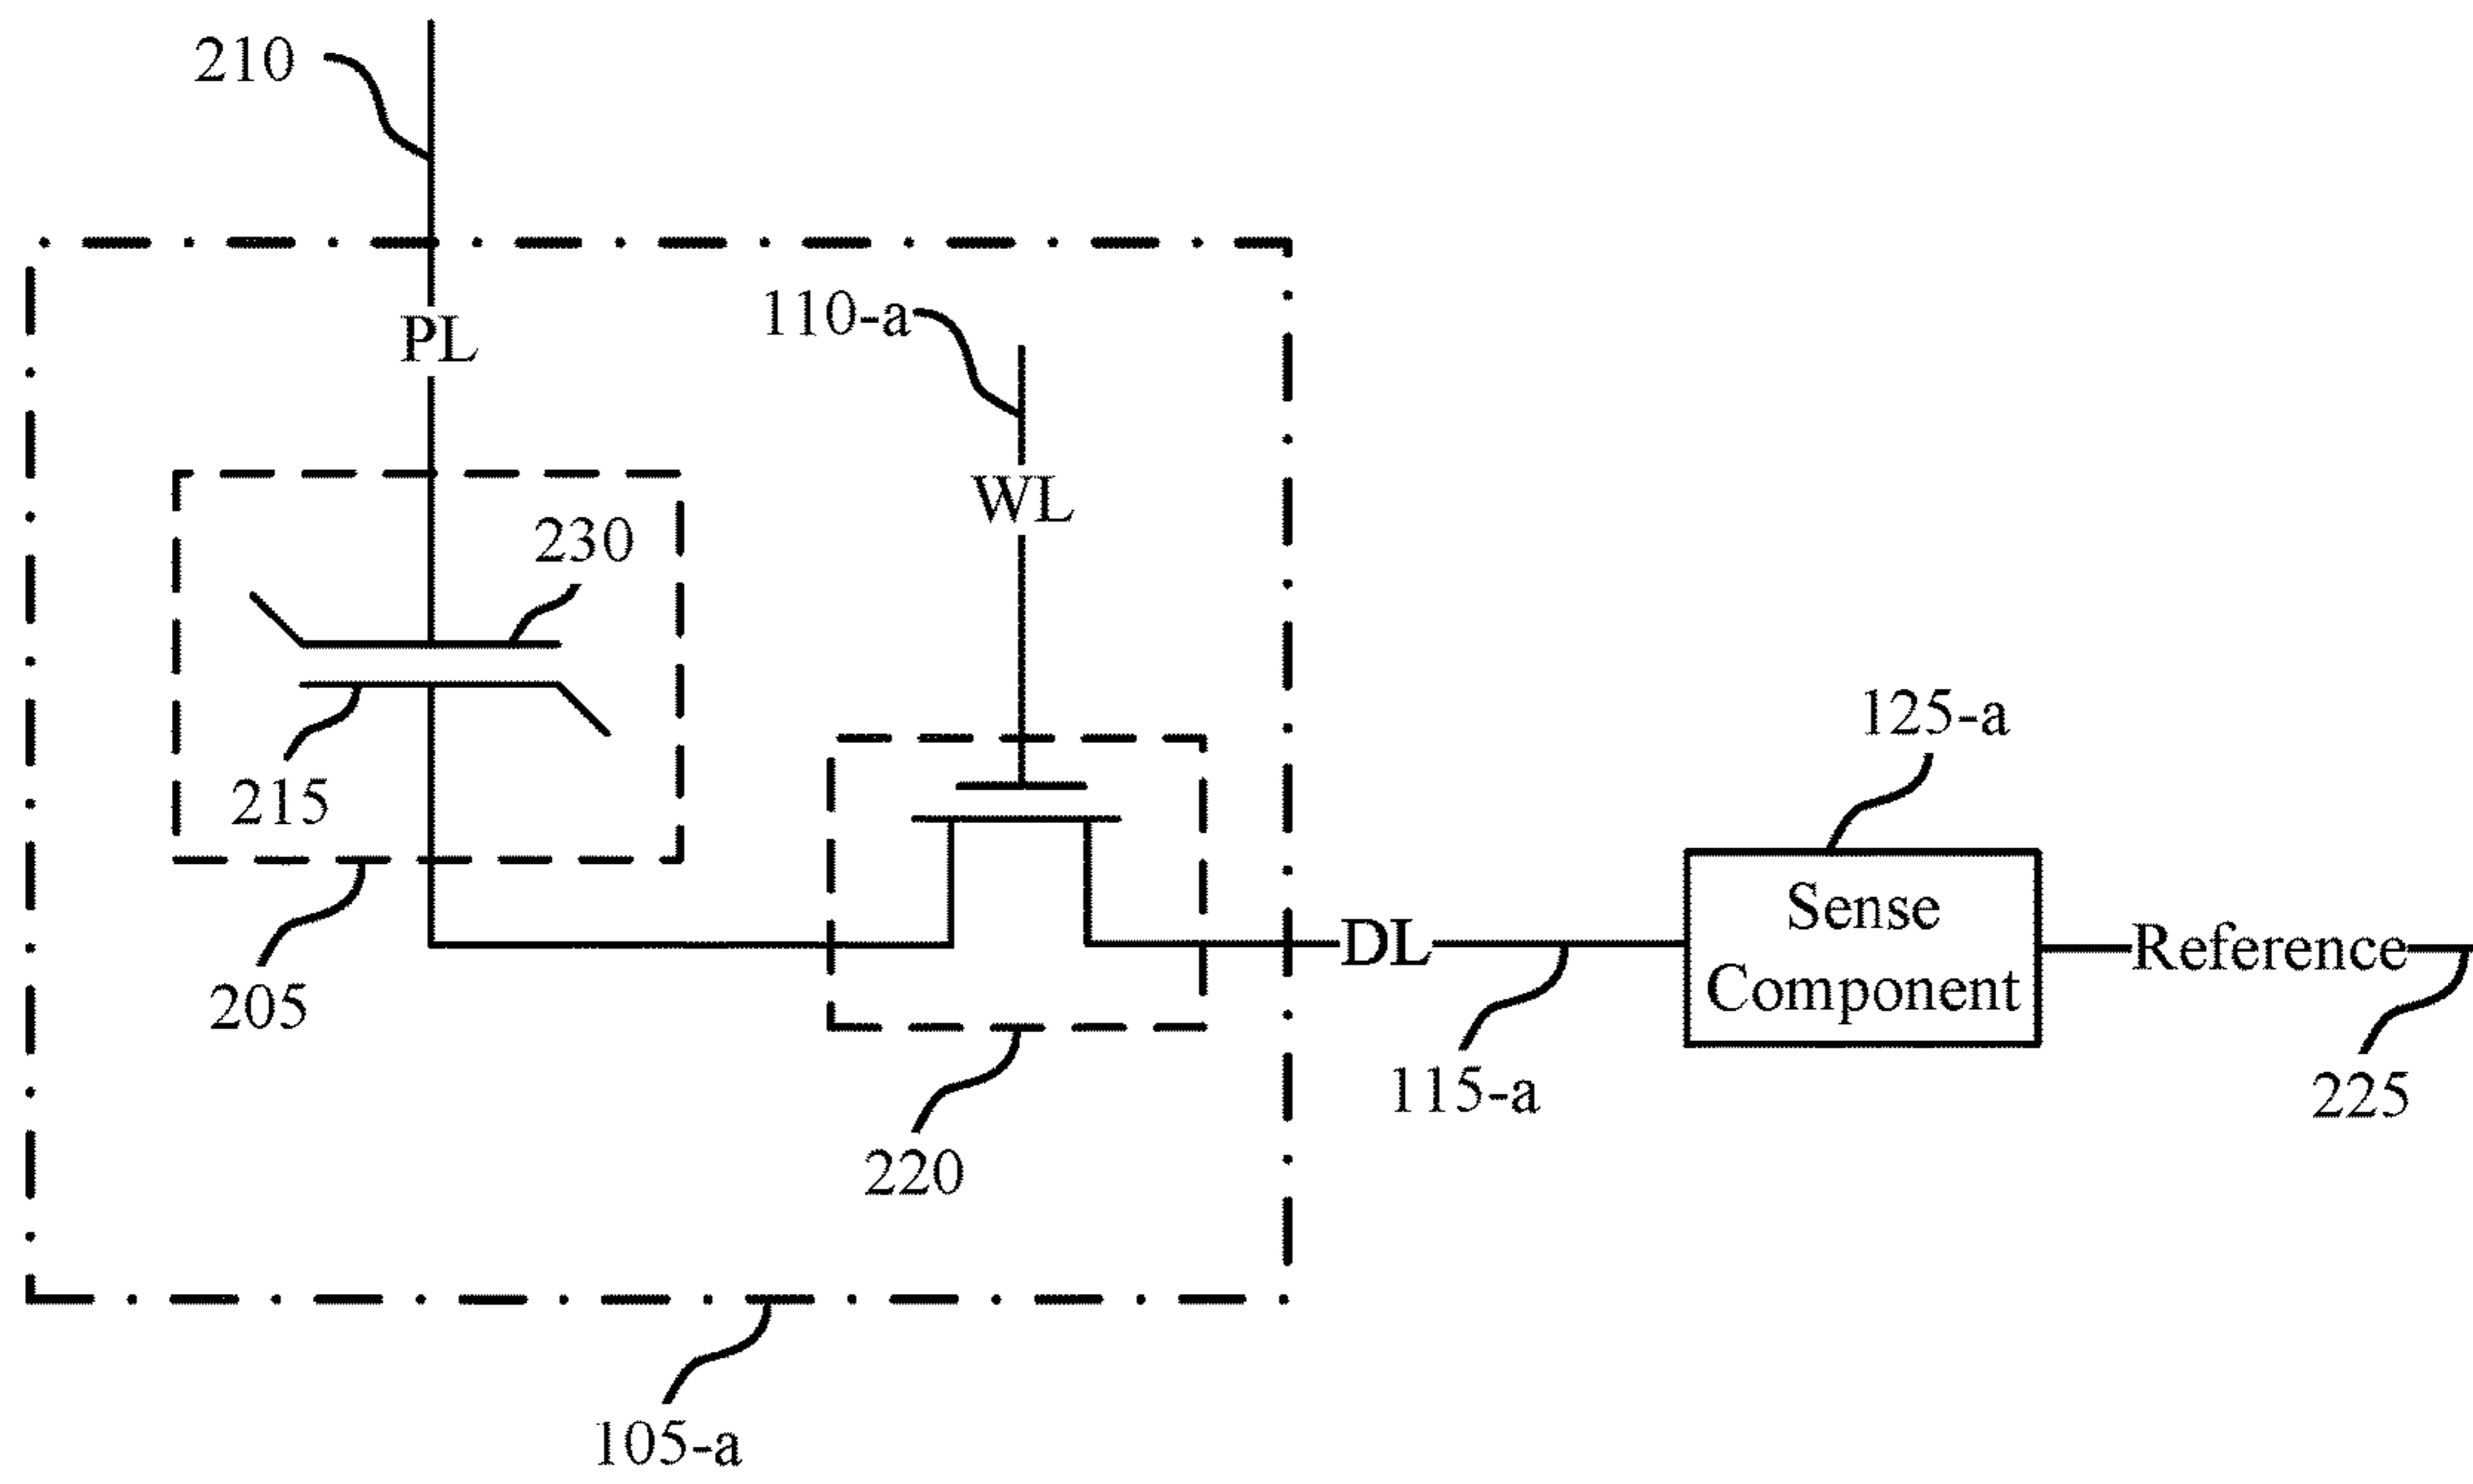 210
PL
110-a
WL
230
215
205
220
105-a
DL
115-a
125-a
Sense
Component
Reference
225